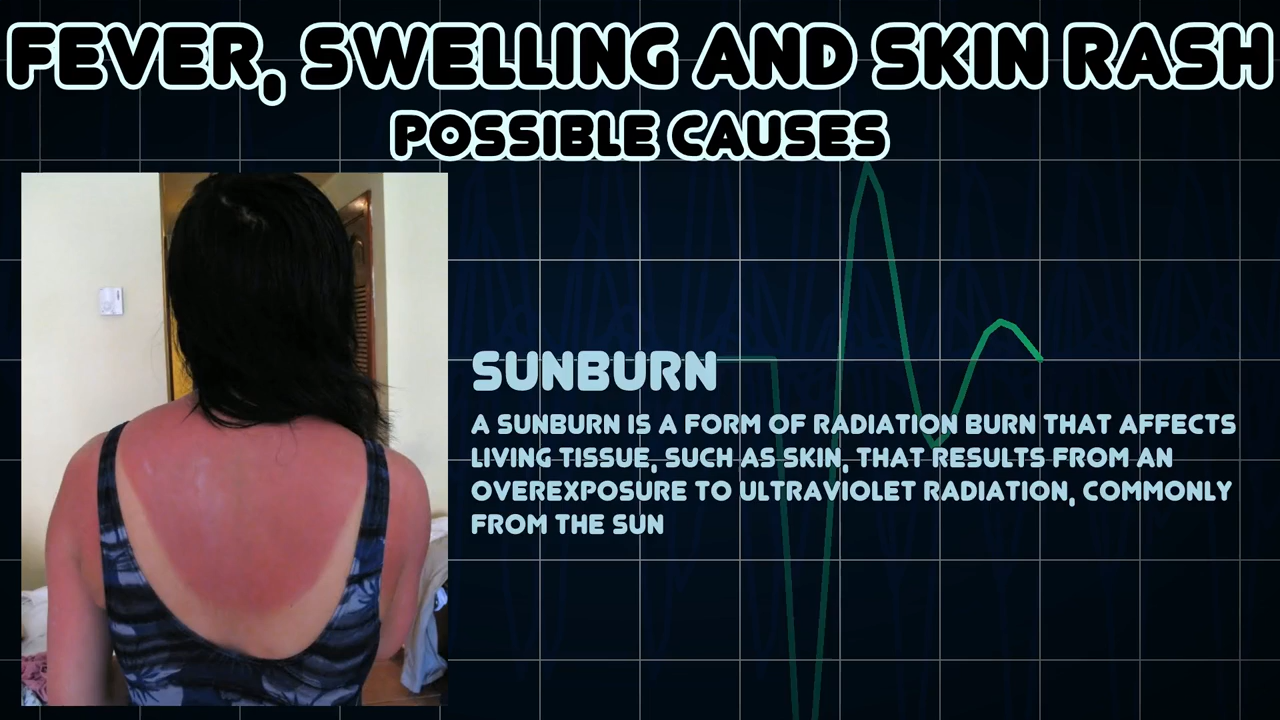 FEVER, SWELLING AND SKIN RASH
POSSIBLE CAUSES
SUNBURN
A SUNBURN IS A FORM OF RADIATION BURN THAT AFFECTS
LIVING TISSUE, SUCH AS SKIN, THAT RESULTS FROM AN
OVEREXPOSURE TO ULTRAVIOLET RADIATION, COMMONLY
FROM THE SUN